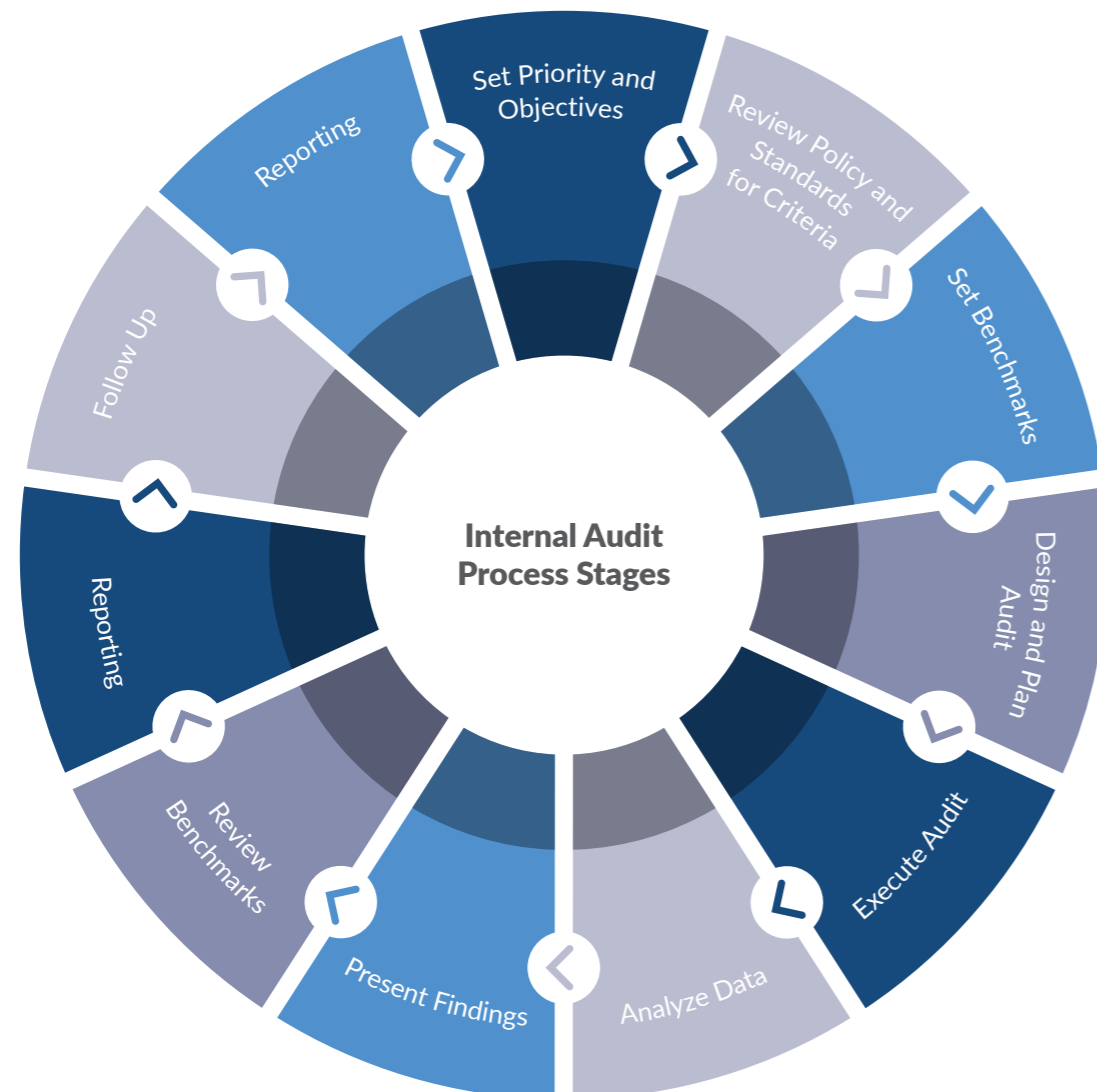 Internal Audit
Process Stages
Set Priority and
Objectives
Review Policy and
Standards
for Criteria
Set Benchmarks
Design and Plan
Audit
Execute Audit
Analyze Data
Present Findings
Review
Benchmarks
Reporting
Follow Up
Reporting